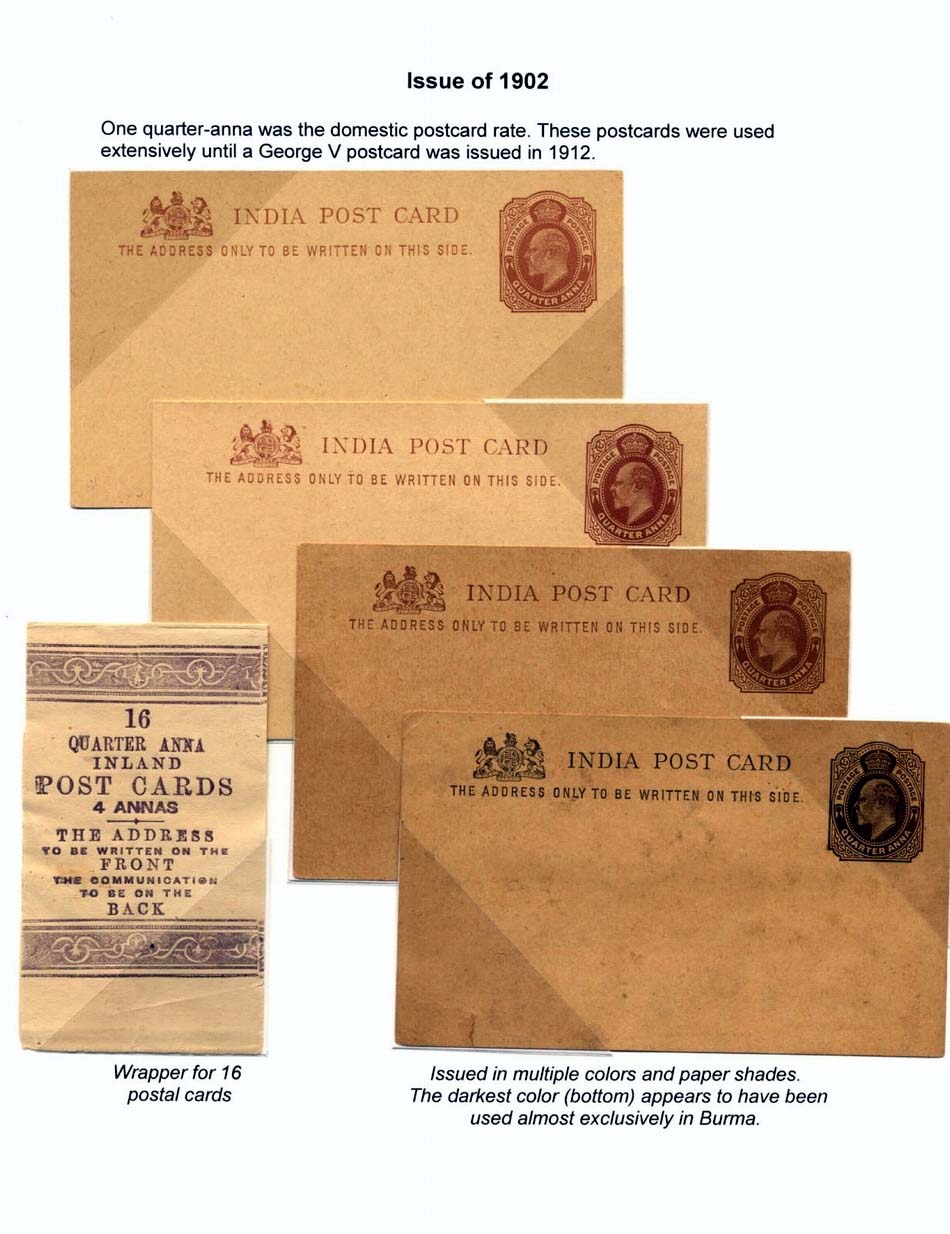 Issue of 1902
One quarter-anna was the domestic postcard rate. These postcards were used
extensively until a George V postcard was issued in 1912.
INDIA POST CARD
THE ADDRESS ONLY TO BE WRITTEN ON THIS SIDE.
POSTAGE POSTAGE
QUARTER ANNA
INDIA POST CARD
THE ADDRESS ONLY TO BE WRITTEN ON THIS SIDE.
POSTAGE POSTAGE
QUARTER ANNA
INDIA POST CARD
THE ADDRESS ONLY TO BE WRITTEN ON THIS SIDE.
POSTAGE POSTAGE
QUARTER ANNA
INDIA POST CARD
THE ADDRESS ONLY TO BE WRITTEN ON THIS SIDE.
POSTAGE POSTAGE
QUARTER ANNA
16
QUARTER ANNA
INLAND
POST CARDS
4 ANNAS
THE ADDRESS
TO BE WRITTEN ON THE
FRONT
THE COMMUNICATION
TO BE ON THE
BACK
Wrapper for 16
postal cards
Issued in multiple colors and paper shades.
The darkest color (bottom) appears to have been
used almost exclusively in Burma.